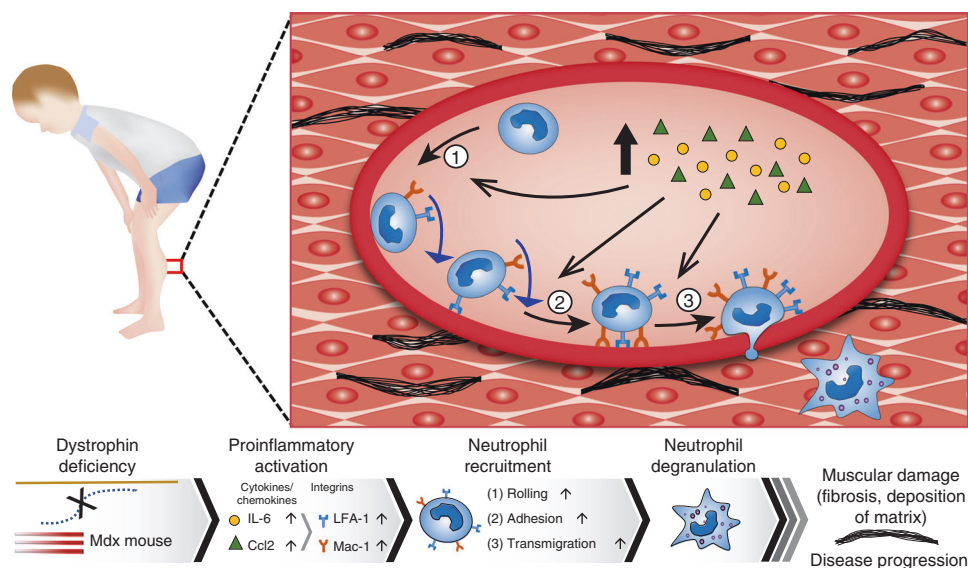 1
2
3
Dystrophin
deficiency
Mdx mouse
Proinflammatory
activation
Cytokines/
chemokines
Integrins
IL-6 ↑
LFA-1 ↑
Ccl2 ↑
Mac-1 ↑
Neutrophil
recruitment
(1) Rolling ↑
(2) Adhesion ↑
(3) Transmigration ↑
Neutrophil
degranulation
Muscular damage
(fibrosis, deposition
of matrix)
Disease progression